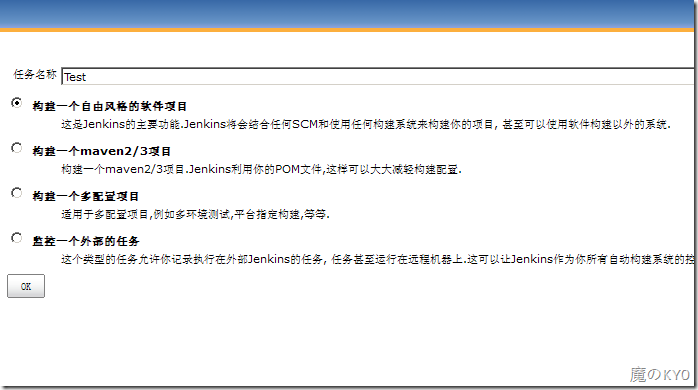 任务名称 Test
构建一个自由风格的软件项目
这是Jenkins的主要功能.Jenkins将会结合任何SCM和使用任何构建系统来构建你的项目, 甚至可以使用软件构建以外的系统.
构建一个maven2/3项目
构建一个maven2/3项目.Jenkins利用你的POM文件,这样可以大大减轻构建配置.
构建一个多配置项目
适用于多配置项目,例如多环境测试,平台指定构建,等等.
监控一个外部的任务
这个类型的任务允许你记录执行在外部Jenkins的任务, 任务甚至运行在远程机器上.这可以让Jenkins作为你所有自动构建系统的控
OK
魔のKYO